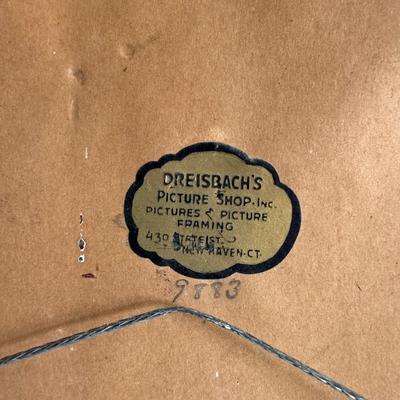 DREISBACH'S
PICTURE SHOP. INC.
PICTURES & PICTURE
FRAMING
430 STATE ST.
NEW HAVEN. CT.
9883